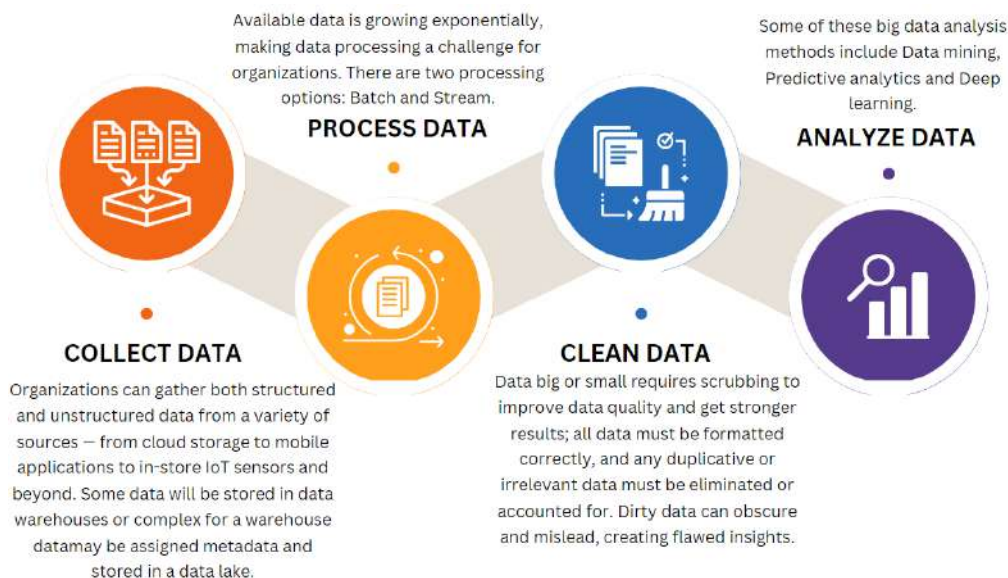 COLLECT DATA
Organizations can gather both structured
and unstructured data from a variety of
sources — from cloud storage to mobile
applications to in-store IoT sensors and
beyond. Some data will be stored in data
warehouses or complex for a warehouse
datamay be assigned metadata and
stored in a data lake.
Available data is growing exponentially,
making data processing a challenge for
organizations. There are two processing
options: Batch and Stream.
PROCESS DATA
CLEAN DATA
Data big or small requires scrubbing to
improve data quality and get stronger
results; all data must be formatted
correctly, and any duplicative or
irrelevant data must be eliminated or
accounted for. Dirty data can obscure
and mislead, creating flawed insights.
Some of these big data analysis
methods include Data mining,
Predictive analytics and Deep
learning.
ANALYZE DATA